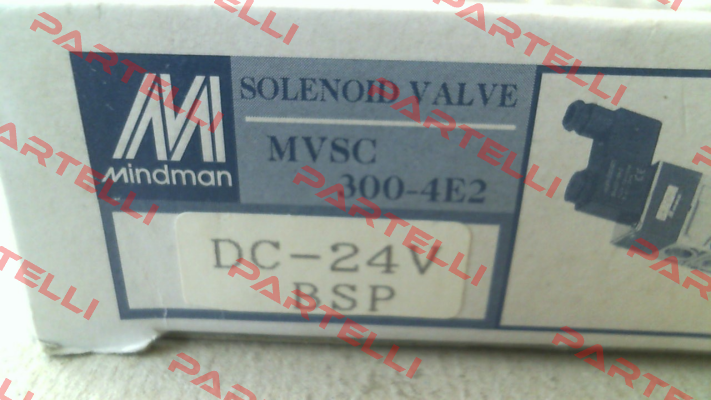 SOLENOID VALVE
Mindman
MVSC
300-4E2
DC-24V
BSP
PARTELLI